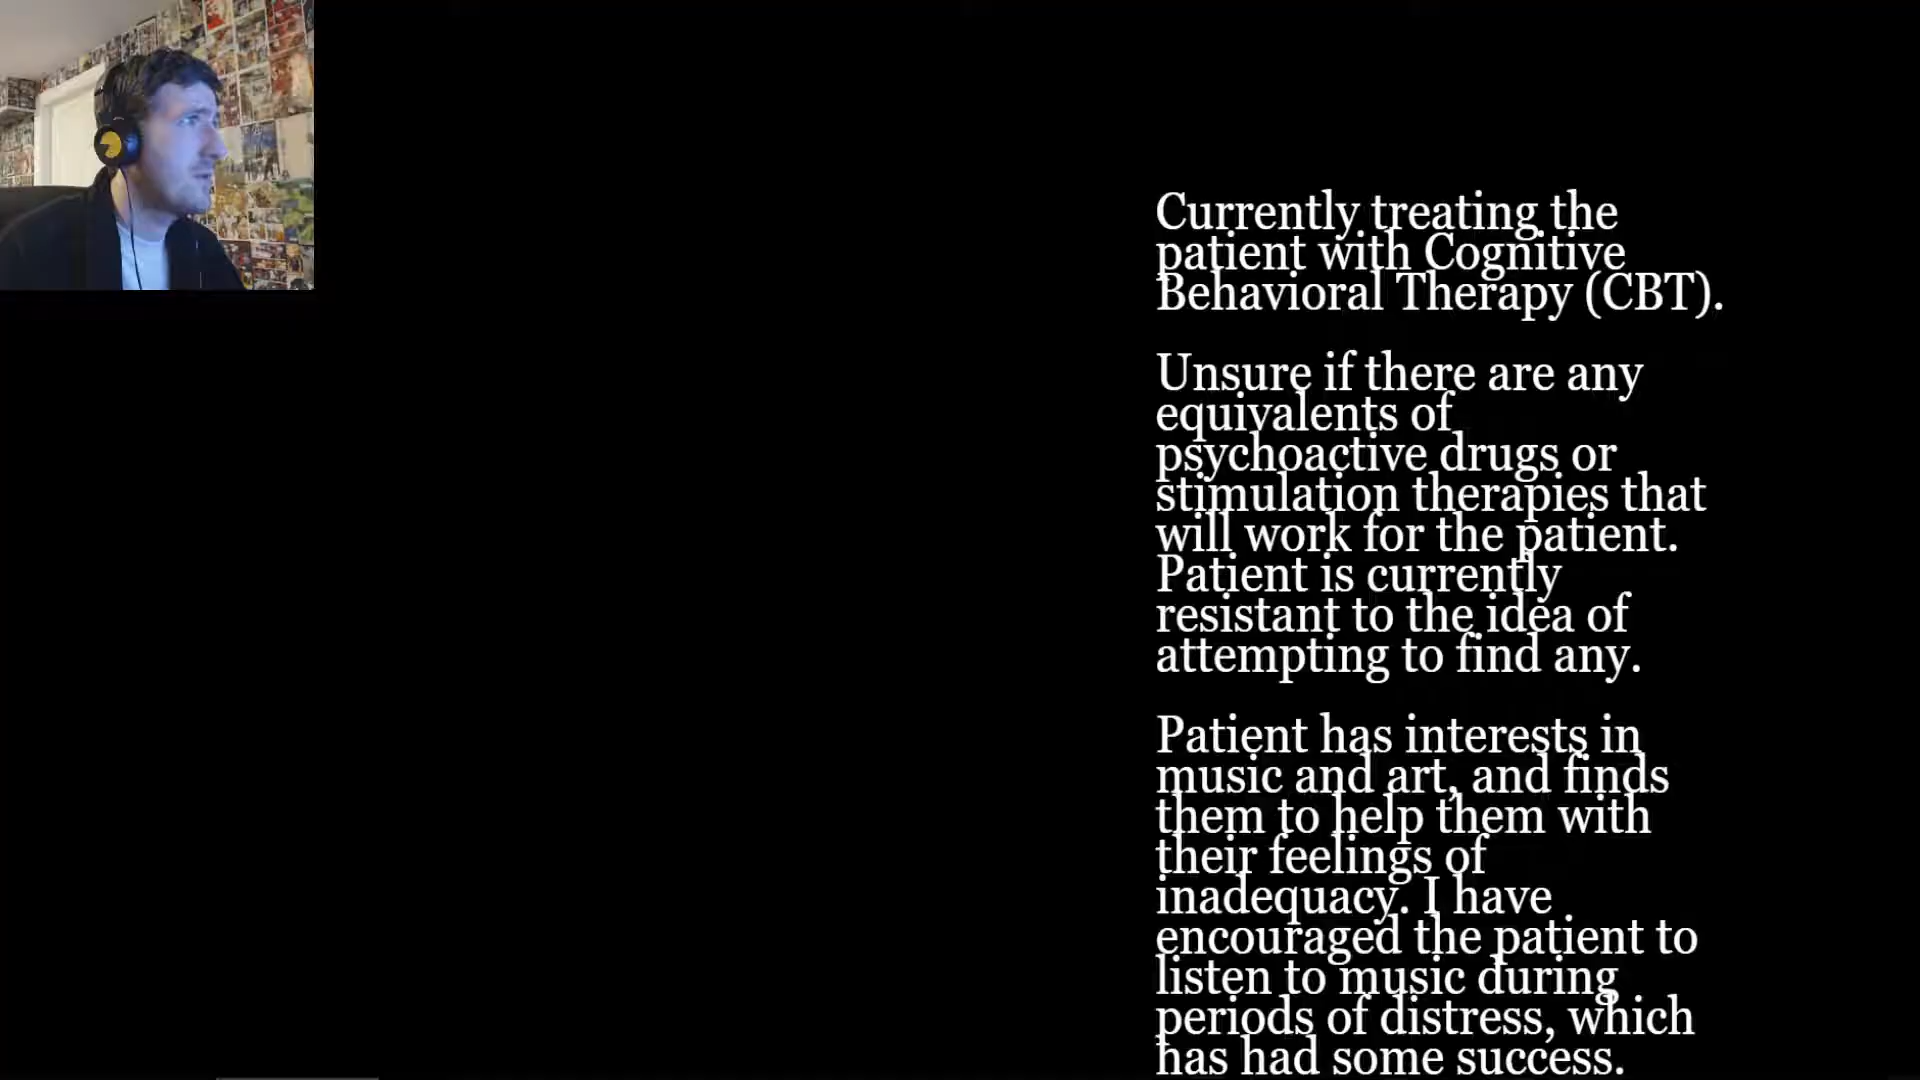 Currently treating the
patient with Cognitive
Behavioral Therapy (CBT).
Unsure if there are any
equivalents of
psychoactive drugs or
stimulation therapies that
will work for the patient.
Patient is currently
resistant to the idea of
attempting to find any.
Patient has interests in
music and art, and finds
them to help them with
their feelings of
inadequacy. I have
encouraged the patient to
listen to music during
periods of distress, which
has had some success.